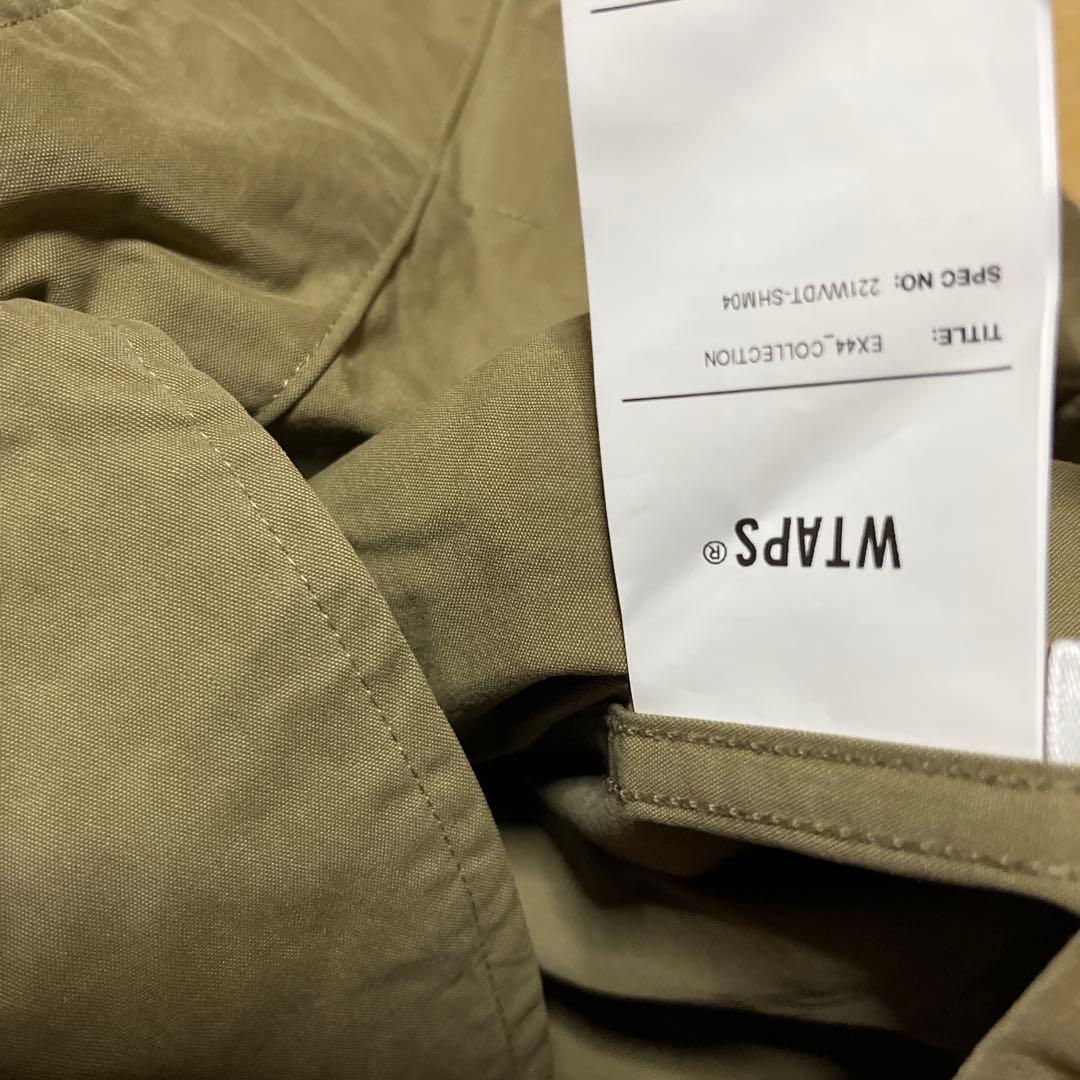 WTAPS®
TITLE: EX44_COLLECTION
SPEC NO: 221WVDT-SHM04